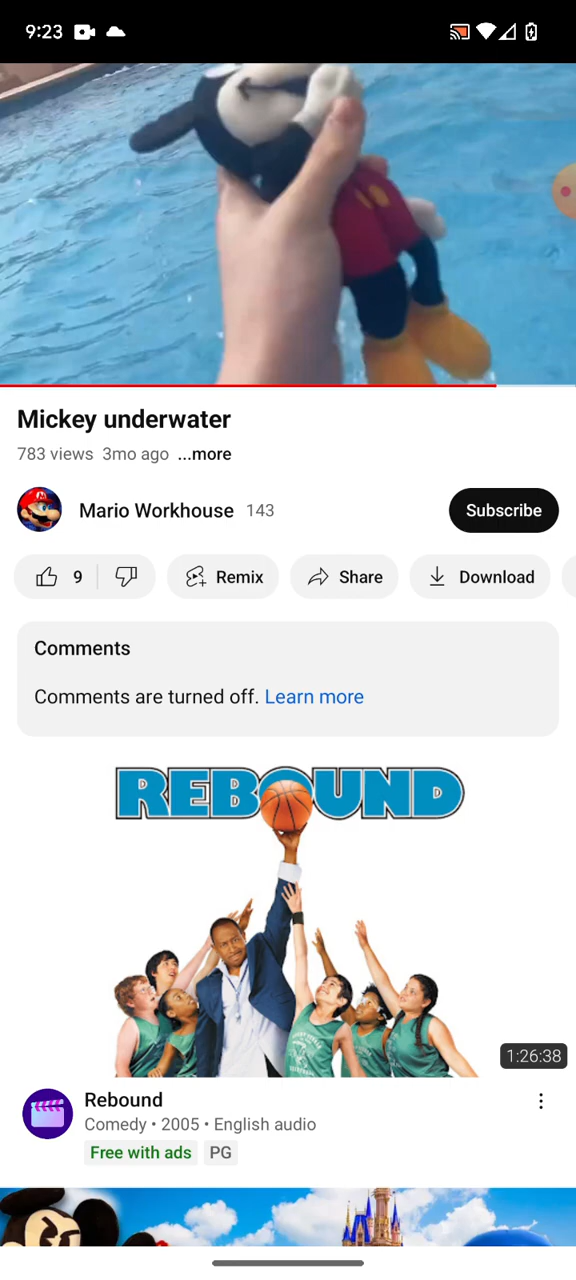 9:23
Mickey underwater
783 views 3mo ago ...more
Mario Workhouse 143
Subscribe
9
Remix
Share
Download
Comments
Comments are turned off. Learn more
REBOUND
1:26:38
Rebound
Comedy • 2005 • English audio
Free with ads PG